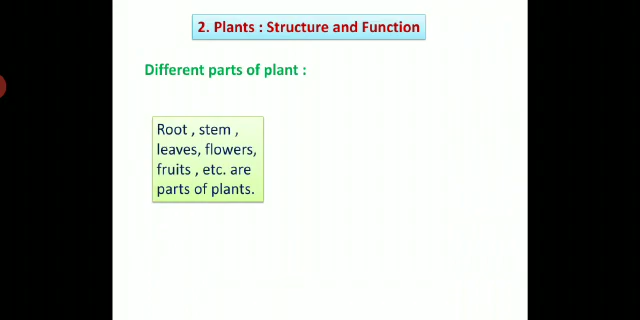 2. Plants : Structure and Function
Different parts of plant :
Root , stem ,
leaves, flowers,
fruits , etc. are
parts of plants.